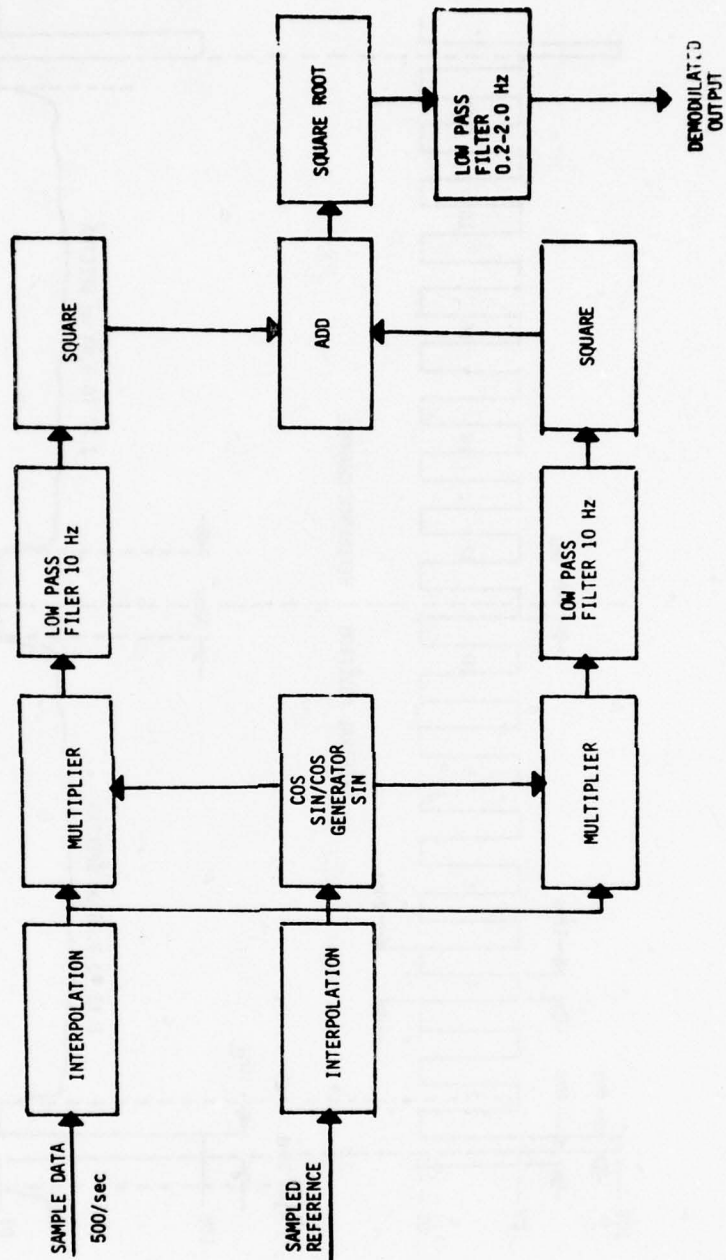 SAMPLE DATA
500/sec
INTERPOLATION
MULTIPLIER
LOW PASS
FILER 10 Hz
SQUARE
SAMPLED
REFERENCE
INTERPOLATION
COS
SIN/COS
GENERATOR
SIN
ADD
SQUARE ROOT
MULTIPLIER
LOW PASS
FILTER 10 Hz
SQUARE
LOW PASS
FILTER
0.2-2.0 Hz
DEMODULATED
OUTPUT